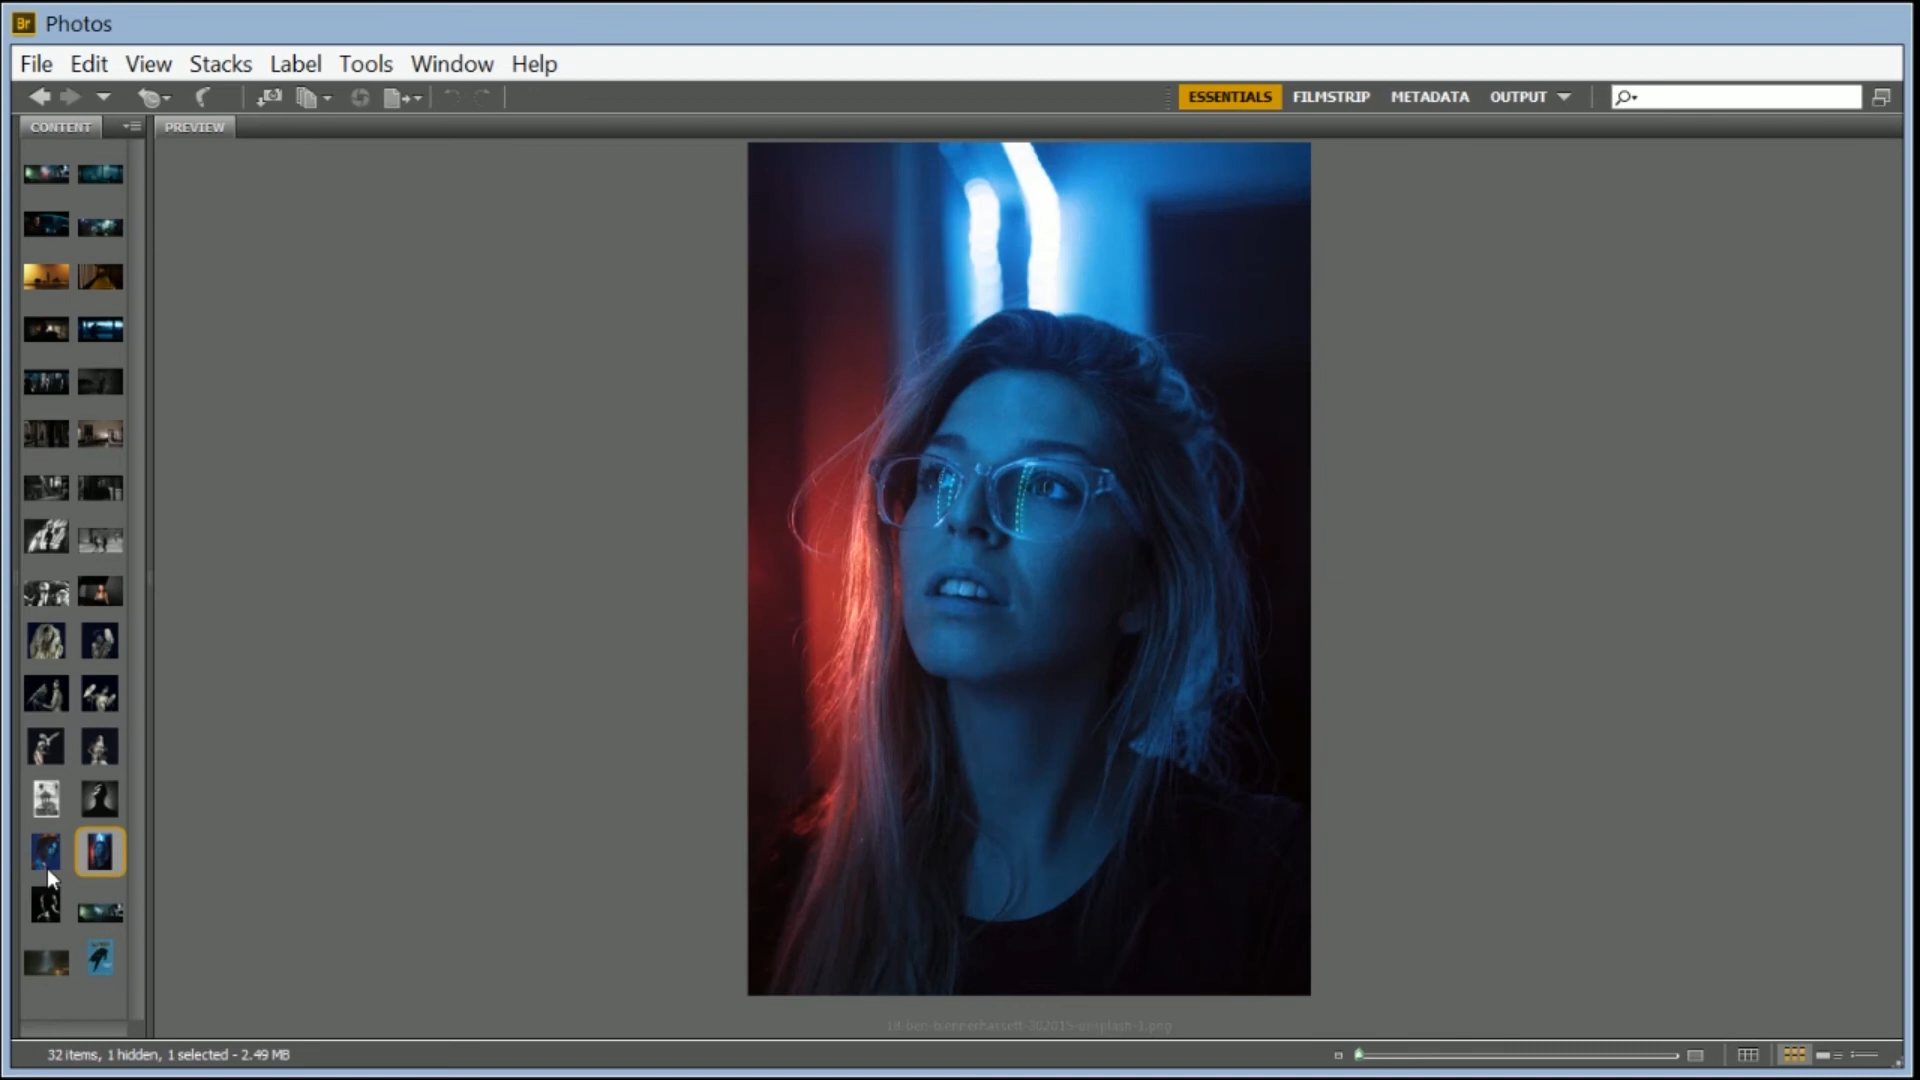 Br Photos
File Edit View Stacks Label Tools Window Help
ESSENTIALS FILMSTRIP METADATA OUTPUT
CONTENT PREVIEW
32 items, 1 hidden, 1 selected - 2.49 MB